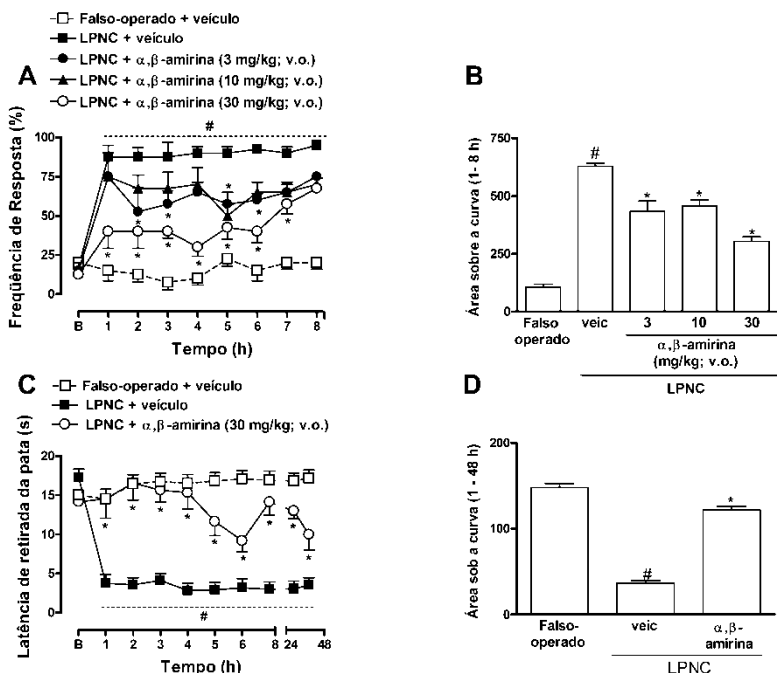 Falso-operado + veículo
LPNC + veículo
LPNC + α,β-amirina (3 mg/kg; v.o.)
LPNC + α,β-amirina (10 mg/kg; v.o.)
LPNC + α,β-amirina (30 mg/kg; v.o.)
A
Freqüência de Resposta (%)
100
75
50
25
0
#
* * * * * * *
* * *
B 1 2 3 4 5 6 7 8
Tempo (h)
B
Área sobre a curva (1- 8 h)
750
500
250
0
# * * *
Falso operado
veic
3 10 30
α,β-amirina
(mg/kg; v.o.)
LPNC
C
Falso-operado + veículo
LPNC + veículo
LPNC + α,β-amirina (30 mg/kg; v.o.)
Latência de retirada da pata (s)
20
15
10
5
0
* * * * * * * * *
#
B 1 2 3 4 5 6 8 24 48
Tempo (h)
D
Área sob a curva (1 - 48 h)
200
100
0
# *
Falso-
operado
veic
α,β-
amirina
LPNC